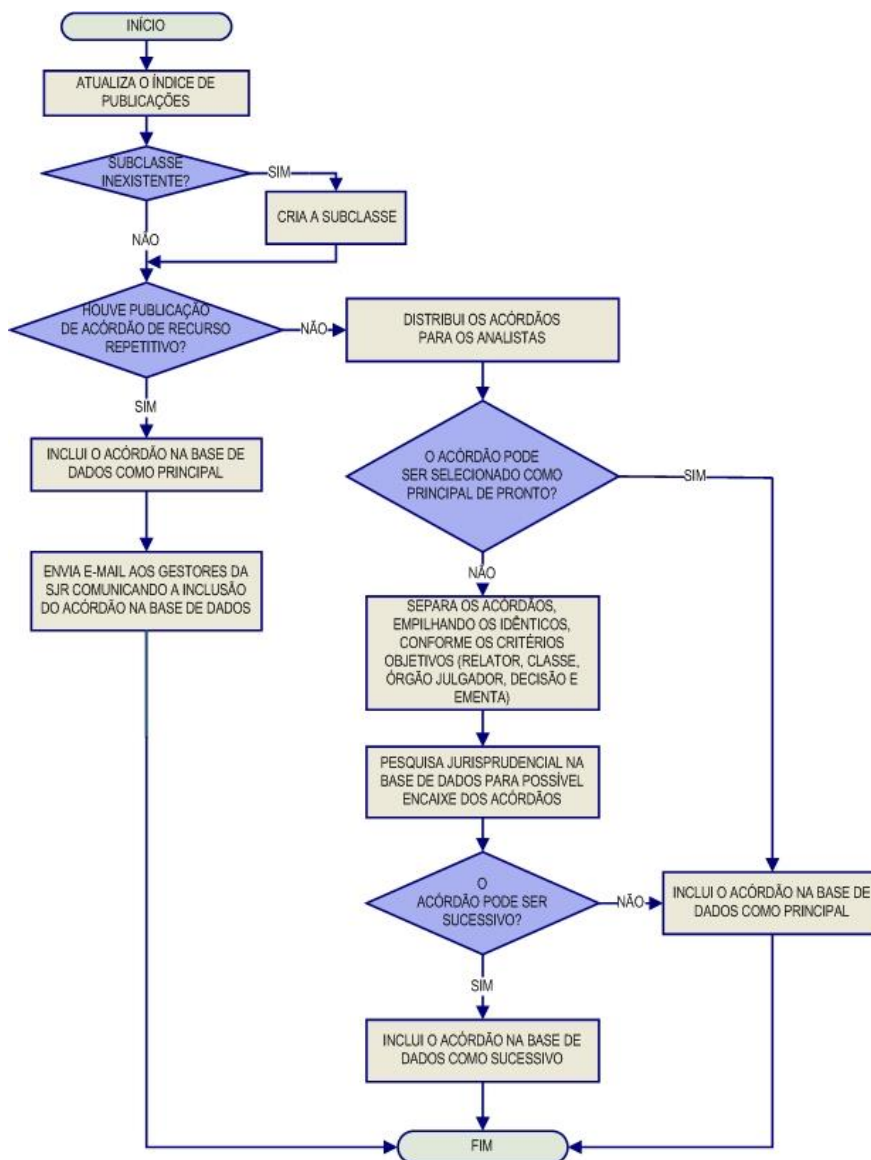 INÍCIO
ATUALIZA O ÍNDICE DE
PUBLICAÇÕES
SUBCLASSE
INEXISTENTE?
SIM
CRIA A SUBCLASSE
NÃO
HOUVE PUBLICAÇÃO
DE ACÓRDÃO DE RECURSO
REPETITIVO?
NÃO
DISTRIBUI OS ACÓRDÃOS
PARA OS ANALISTAS
SIM
INCLUI O ACÓRDÃO NA BASE DE
DADOS COMO PRINCIPAL
ENVIA E-MAIL AOS GESTORES DA
SJR COMUNICANDO A INCLUSÃO
DO ACÓRDÃO NA BASE DE DADOS
O ACÓRDÃO PODE
SER SELECIONADO COMO
PRINCIPAL DE PRONTO?
SIM
NÃO
SEPARA OS ACÓRDÃOS,
EMPILHANDO OS IDÊNTICOS,
CONFORME OS CRITÉRIOS
OBJETIVOS (RELATOR, CLASSE,
ÓRGÃO JULGADOR, DECISÃO E
EMENTA)
PESQUISA JURISPRUDENCIAL NA
BASE DE DADOS PARA POSSÍVEL
ENCAIXE DOS ACÓRDÃOS
O
ACÓRDÃO PODE SER
SUCESSIVO?
NÃO
INCLUI O ACÓRDÃO NA BASE DE
DADOS COMO PRINCIPAL
SIM
INCLUI O ACÓRDÃO NA BASE DE
DADOS COMO SUCESSIVO
FIM